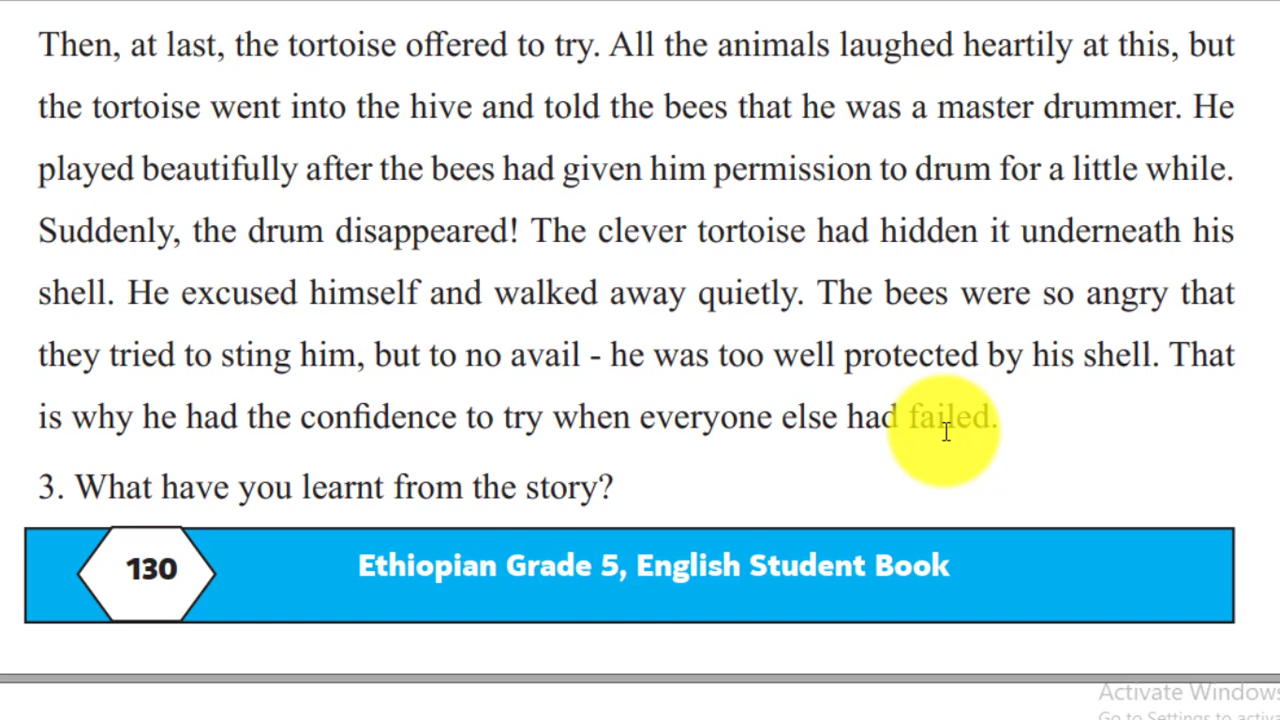 Then, at last, the tortoise offered to try. All the animals laughed heartily at this, but
the tortoise went into the hive and told the bees that he was a master drummer. He
played beautifully after the bees had given him permission to drum for a little while.
Suddenly, the drum disappeared! The clever tortoise had hidden it underneath his
shell. He excused himself and walked away quietly. The bees were so angry that
they tried to sting him, but to no avail - he was too well protected by his shell. That
is why he had the confidence to try when everyone else had failed.
3. What have you learnt from the story?
130 Ethiopian Grade 5, English Student Book
Activate Windows
Go to Settings to activa